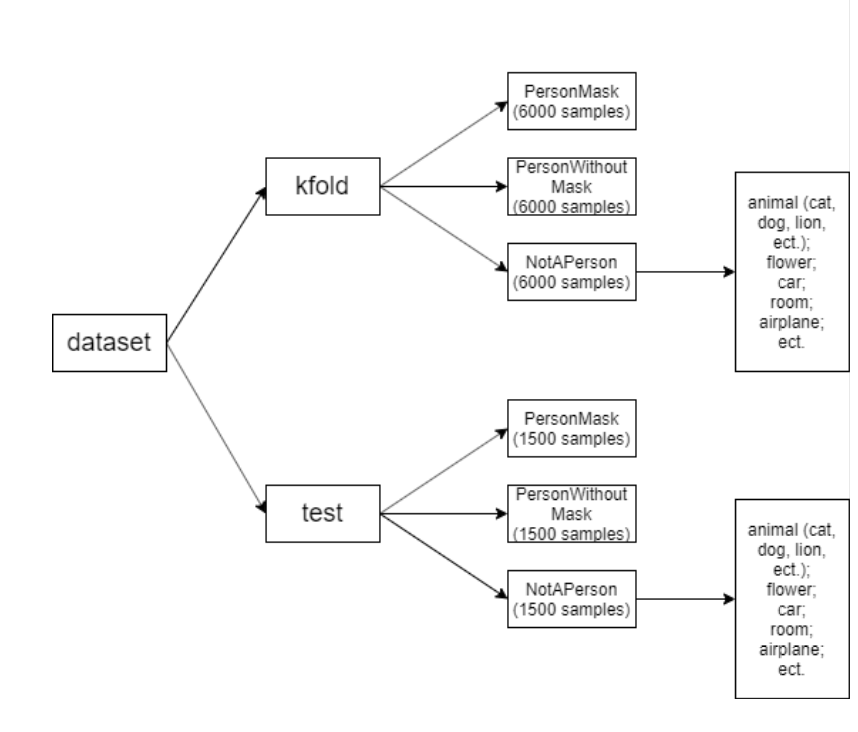 dataset
kfold
PersonMask
(6000 samples)
PersonWithout
Mask
(6000 samples)
NotAPerson
(6000 samples)
animal (cat,
dog, lion,
ect.);
flower;
car;
room;
airplane;
ect.
test
PersonMask
(1500 samples)
PersonWithout
Mask
(1500 samples)
NotAPerson
(1500 samples)
animal (cat,
dog, lion,
ect.);
flower;
car;
room;
airplane;
ect.